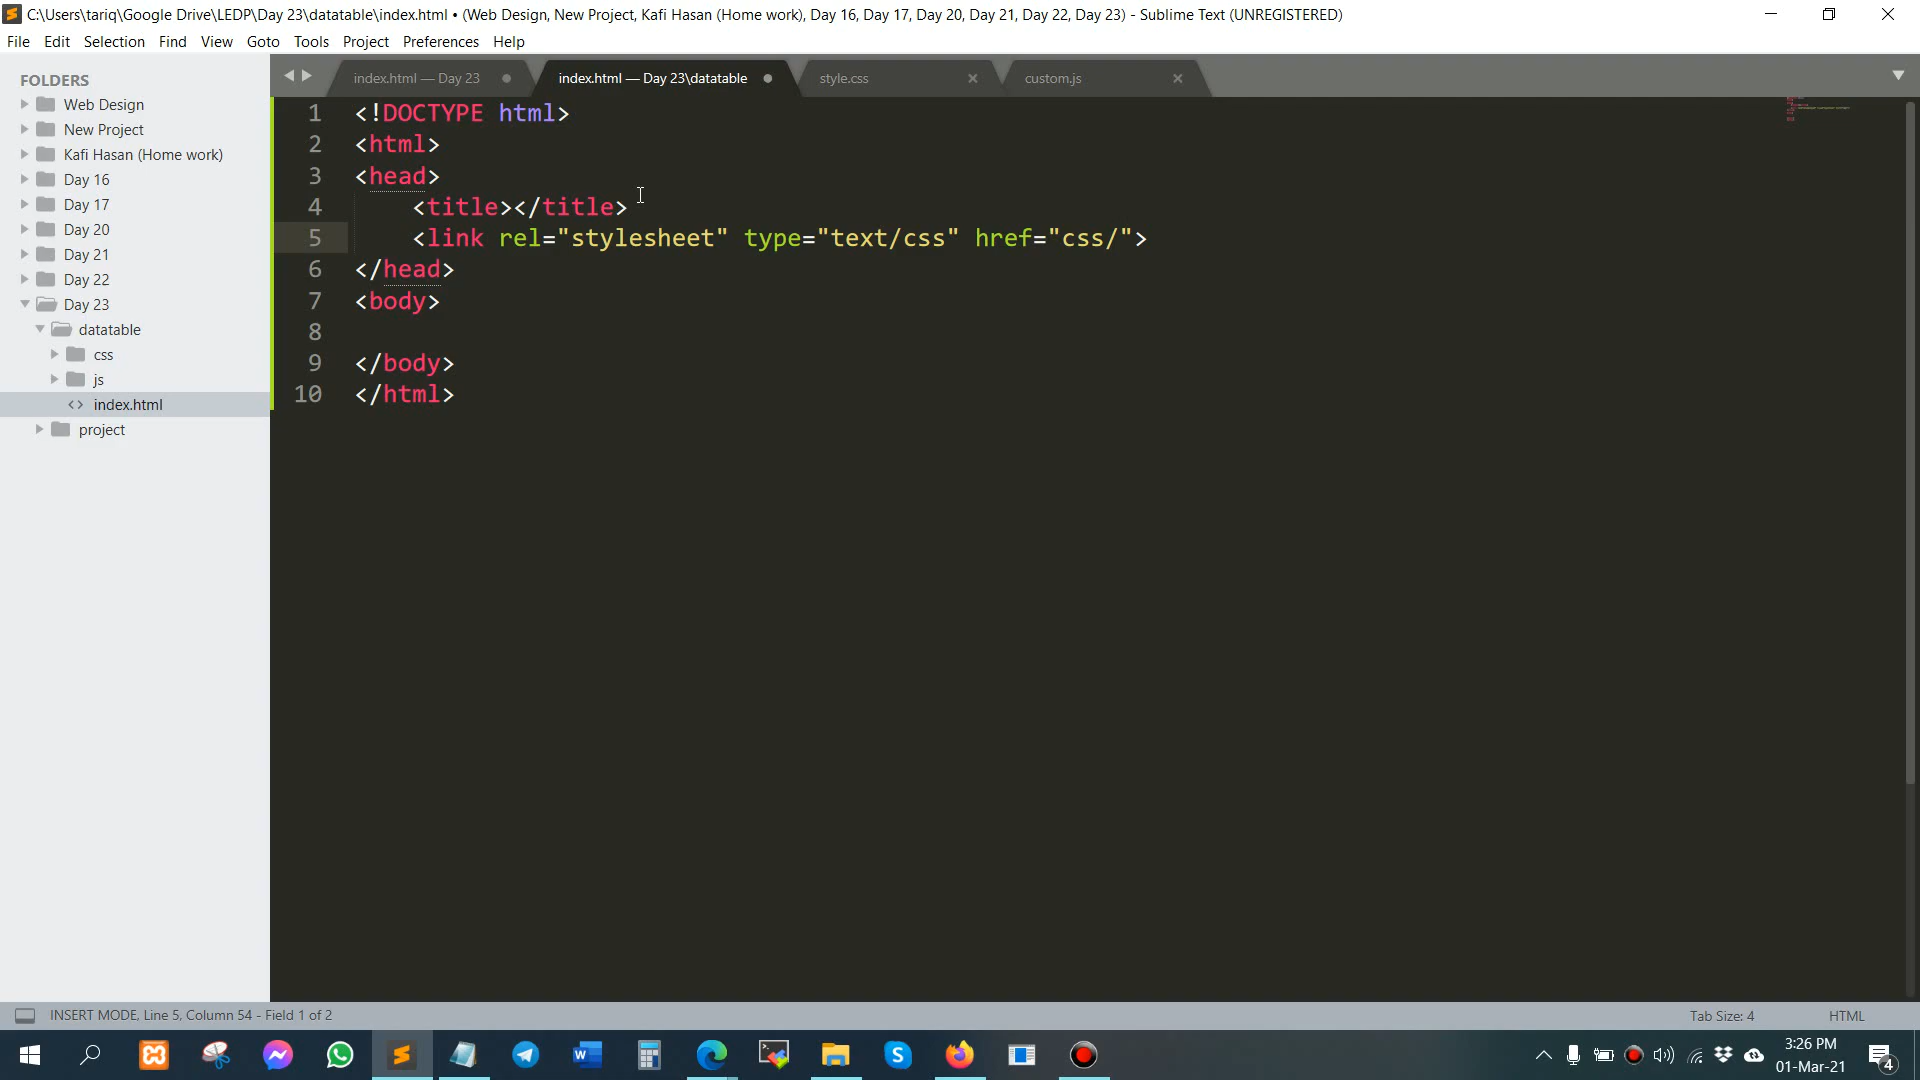 C:\Users\tariq\Google Drive\LEDP\Day 23\datatable\index.html • (Web Design, New Project, Kafi Hasan (Home work), Day 16, Day 17, Day 20, Day 21, Day 22, Day 23) - Sublime Text (UNREGISTERED)
File Edit Selection Find View Goto Tools Project Preferences Help
FOLDERS
Web Design
New Project
Kafi Hasan (Home work)
Day 16
Day 17
Day 20
Day 21
Day 22
Day 23
datatable
css
js
<> index.html
project
index.html — Day 23
index.html — Day 23\datatable
style.css
custom.js
1 <!DOCTYPE html>
2 <html>
3 <head>
4 <title></title>
5 <link rel="stylesheet" type="text/css" href="css/">
6 </head>
7 <body>
8
9 </body>
10 </html>
INSERT MODE, Line 5, Column 54 - Field 1 of 2
Tab Size: 4
HTML
3:26 PM
01-Mar-21
4